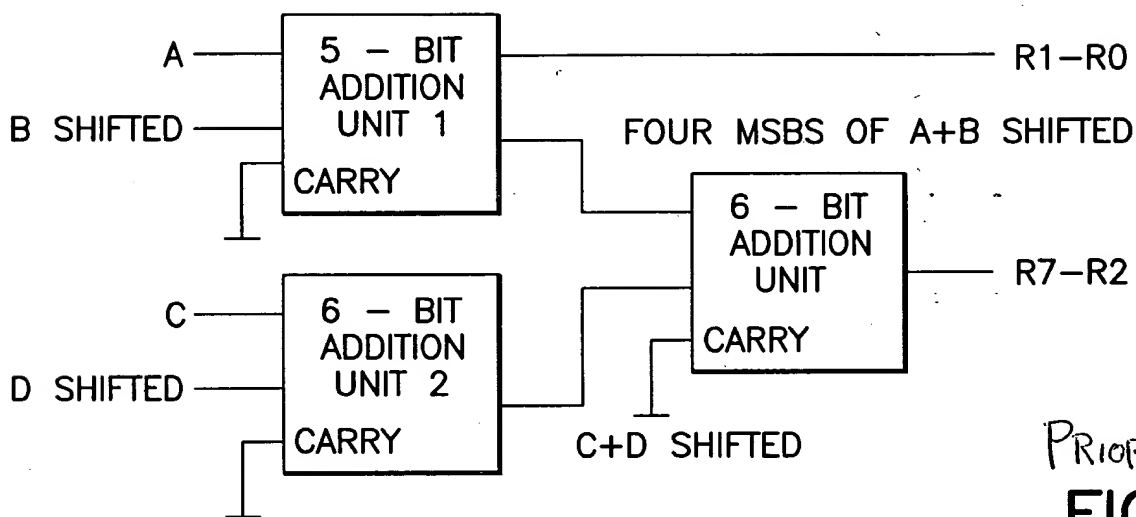 A
B SHIFTED
5 - BIT
ADDITION
UNIT 1
CARRY
R1-R0
FOUR MSBS OF A+B SHIFTED
6 - BIT
ADDITION
UNIT
CARRY
R7-R2
C
D SHIFTED
6 - BIT
ADDITION
UNIT 2
CARRY
C+D SHIFTED